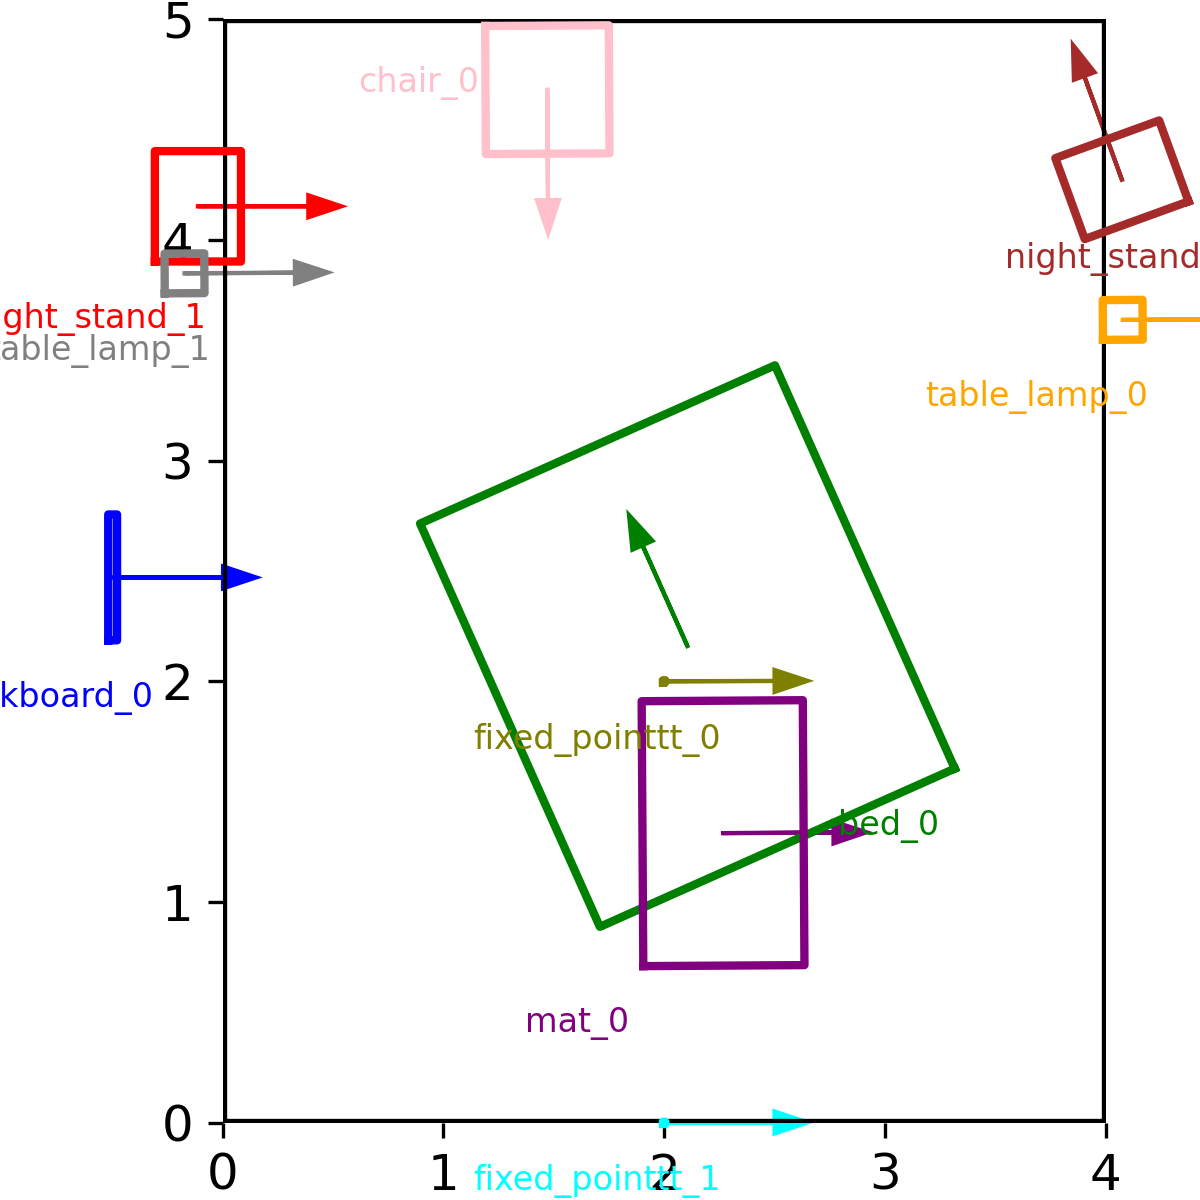 5
chair_0
4
night_stand
ght_stand_1
table_lamp_1
table_lamp_0
3
2
kboard_0
fixed_pointtt_0
bed_0
1
mat_0
0
0 1 2 3 4
fixed_pointtt_1